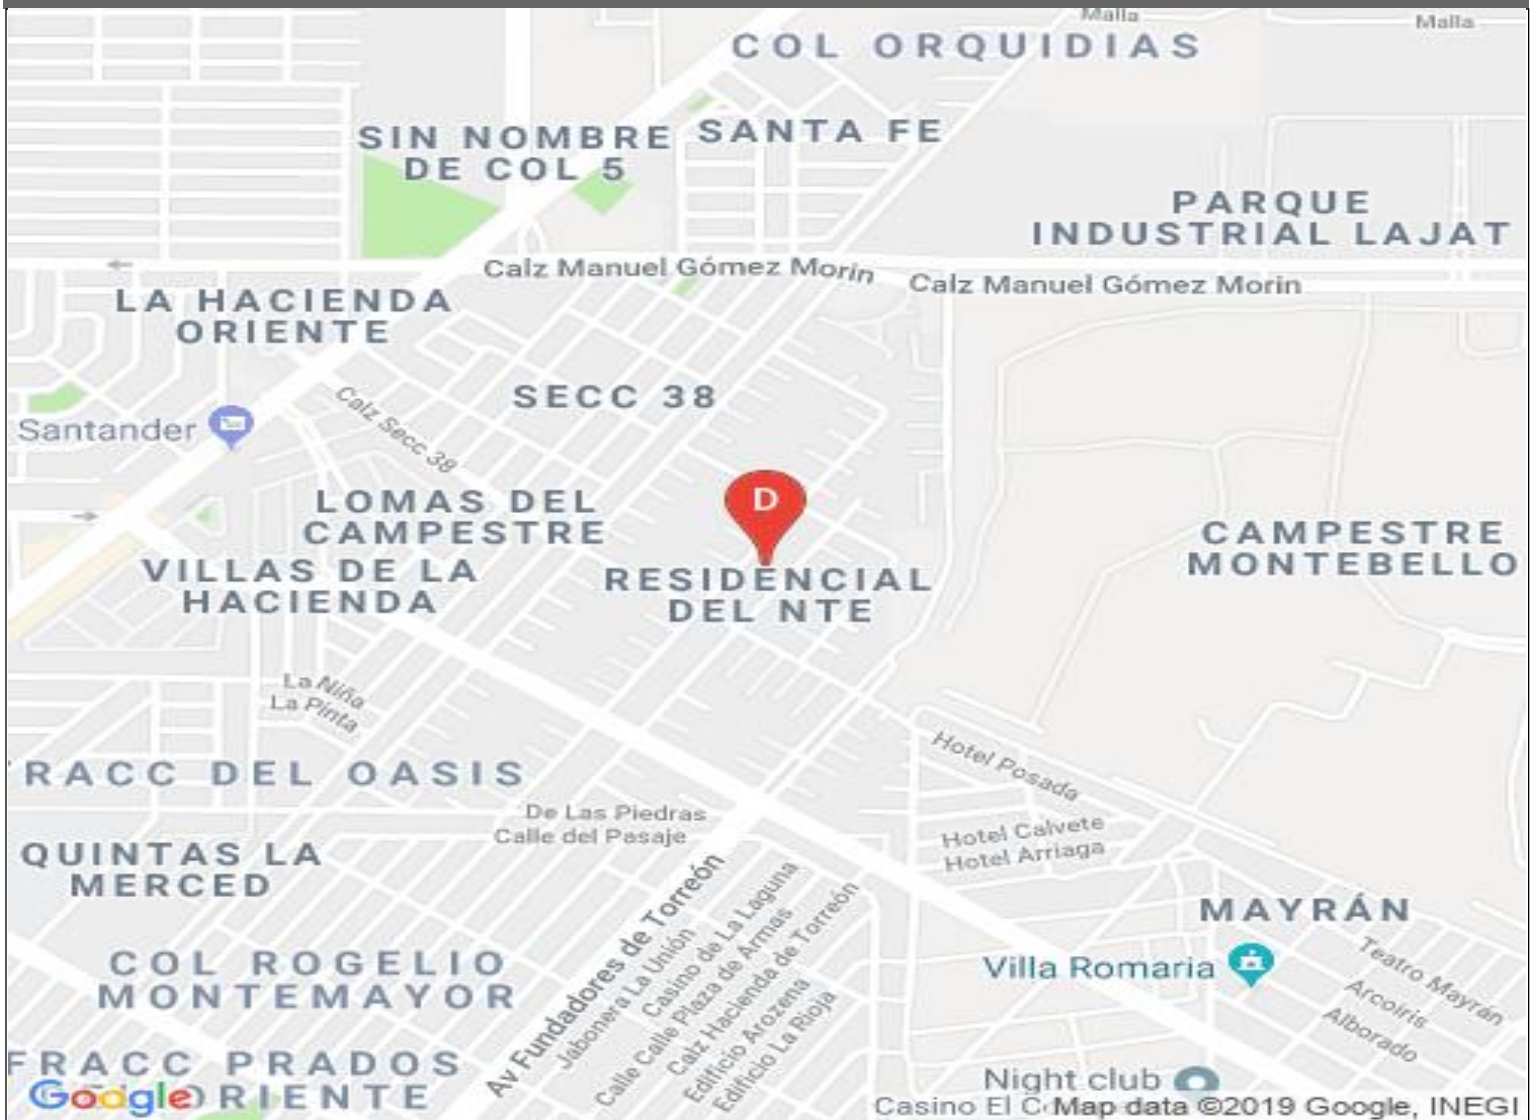 Malla
Malla
COL ORQUIDIAS
SIN NOMBRE
DE COL 5
SANTA FE
PARQUE
INDUSTRIAL LAJAT
Calz Manuel Gómez Morin
Calz Manuel Gómez Morin
LA HACIENDA
ORIENTE
SECC 38
Calz Secc 38
Santander
D
LOMAS DEL
CAMPESTRE
CAMPESTRE
MONTEBELLO
VILLAS DE LA
HACIENDA
RESIDENCIAL
DEL NTE
La Niña
La Pinta
Hotel Posada
RACC DEL OASIS
De Las Piedras
Calle del Pasaje
Hotel Calvete
Hotel Arriaga
QUINTAS LA
MERCED
MAYRÁN
Av Fundadores de Torreón
Jabonera La Unión
Casino de La Laguna
Calle Calle Plaza de Armas
Calz Hacienda de Torreón
Edificio Arozena
Edificio La Rioja
COL ROGELIO
MONTEMAYOR
Villa Romaria
Teatro Mayrán
Arcoiris
Alborado
FRACC PRADOS
ORIENTE
Google
Night club
Casino El C
Map data ©2019 Google, INEGI